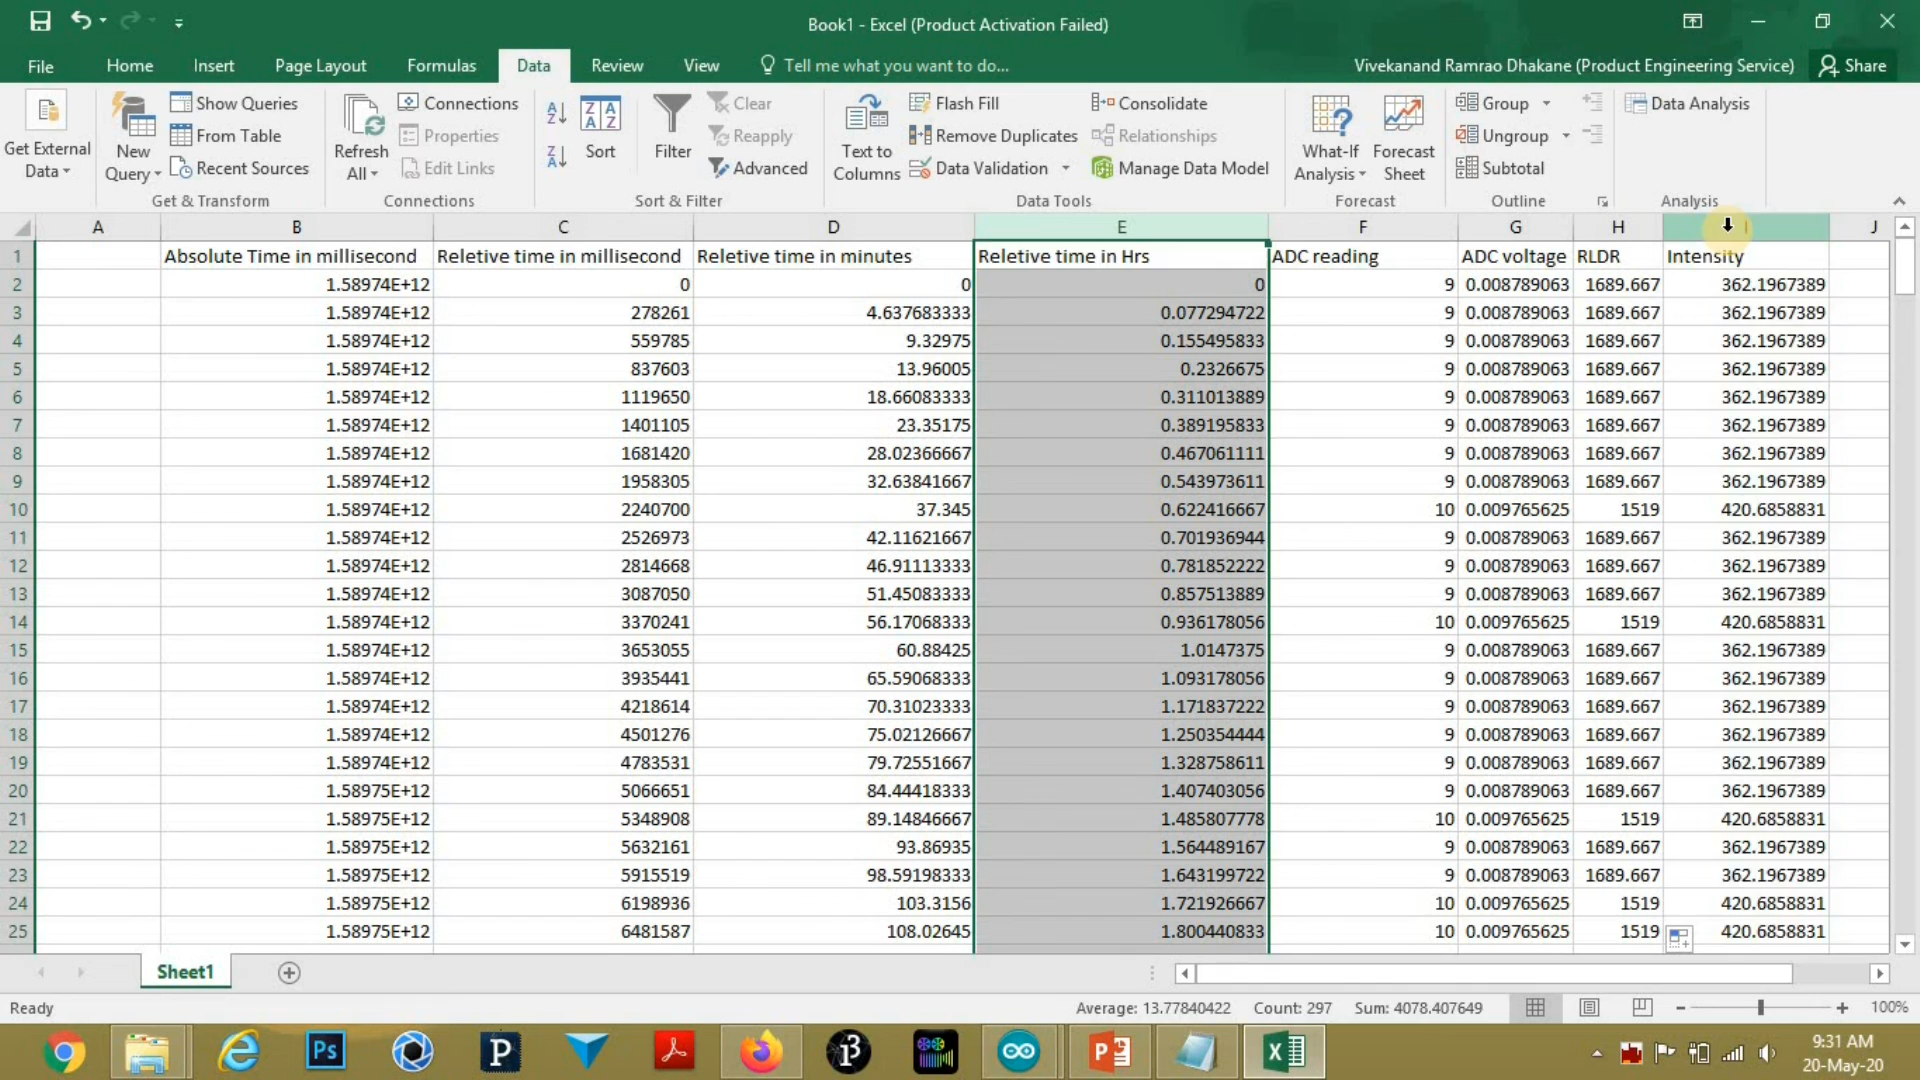 Book1 - Excel (Product Activation Failed)
File Home Insert Page Layout Formulas Data Review View Tell me what you want to do... Vivekanand Ramrao Dhakane (Product Engineering Service) Share
Get External Data
New Query
Show Queries
From Table
Recent Sources
Get & Transform
Refresh All
Connections
Properties
Edit Links
Connections
Sort
Filter
Clear
Reapply
Advanced
Sort & Filter
Text to Columns
Flash Fill
Remove Duplicates
Data Validation
Consolidate
Relationships
Manage Data Model
Data Tools
What-If Analysis
Forecast Sheet
Forecast
Group
Ungroup
Subtotal
Outline
Data Analysis
Analysis
A B C D E F G H I J
1 Absolute Time in millisecond Reletive time in millisecond Reletive time in minutes Reletive time in Hrs ADC reading ADC voltage RLDR Intensity
2 1.58974E+12 0 0 0 9 0.008789063 1689.667 362.1967389
3 1.58974E+12 278261 4.637683333 0.077294722 9 0.008789063 1689.667 362.1967389
4 1.58974E+12 559785 9.32975 0.155495833 9 0.008789063 1689.667 362.1967389
5 1.58974E+12 837603 13.96005 0.2326675 9 0.008789063 1689.667 362.1967389
6 1.58974E+12 1119650 18.66083333 0.311013889 9 0.008789063 1689.667 362.1967389
7 1.58974E+12 1401105 23.35175 0.389195833 9 0.008789063 1689.667 362.1967389
8 1.58974E+12 1681420 28.02366667 0.467061111 9 0.008789063 1689.667 362.1967389
9 1.58974E+12 1958305 32.63841667 0.543973611 9 0.008789063 1689.667 362.1967389
10 1.58974E+12 2240700 37.345 0.622416667 10 0.009765625 1519 420.6858831
11 1.58974E+12 2526973 42.11621667 0.701936944 9 0.008789063 1689.667 362.1967389
12 1.58974E+12 2814668 46.91113333 0.781852222 9 0.008789063 1689.667 362.1967389
13 1.58974E+12 3087050 51.45083333 0.857513889 9 0.008789063 1689.667 362.1967389
14 1.58974E+12 3370241 56.17068333 0.936178056 10 0.009765625 1519 420.6858831
15 1.58974E+12 3653055 60.88425 1.0147375 9 0.008789063 1689.667 362.1967389
16 1.58974E+12 3935441 65.59068333 1.093178056 9 0.008789063 1689.667 362.1967389
17 1.58974E+12 4218614 70.31023333 1.171837222 9 0.008789063 1689.667 362.1967389
18 1.58974E+12 4501276 75.02126667 1.250354444 9 0.008789063 1689.667 362.1967389
19 1.58974E+12 4783531 79.72551667 1.328758611 9 0.008789063 1689.667 362.1967389
20 1.58975E+12 5066651 84.44418333 1.407403056 9 0.008789063 1689.667 362.1967389
21 1.58975E+12 5348908 89.14846667 1.485807778 10 0.009765625 1519 420.6858831
22 1.58975E+12 5632161 93.86935 1.564489167 9 0.008789063 1689.667 362.1967389
23 1.58975E+12 5915519 98.59198333 1.643199722 9 0.008789063 1689.667 362.1967389
24 1.58975E+12 6198936 103.3156 1.721926667 10 0.009765625 1519 420.6858831
25 1.58975E+12 6481587 108.02645 1.800440833 10 0.009765625 1519 420.6858831
Sheet1
Ready Average: 13.77840422 Count: 297 Sum: 4078.407649 100%
9:31 AM
20-May-20